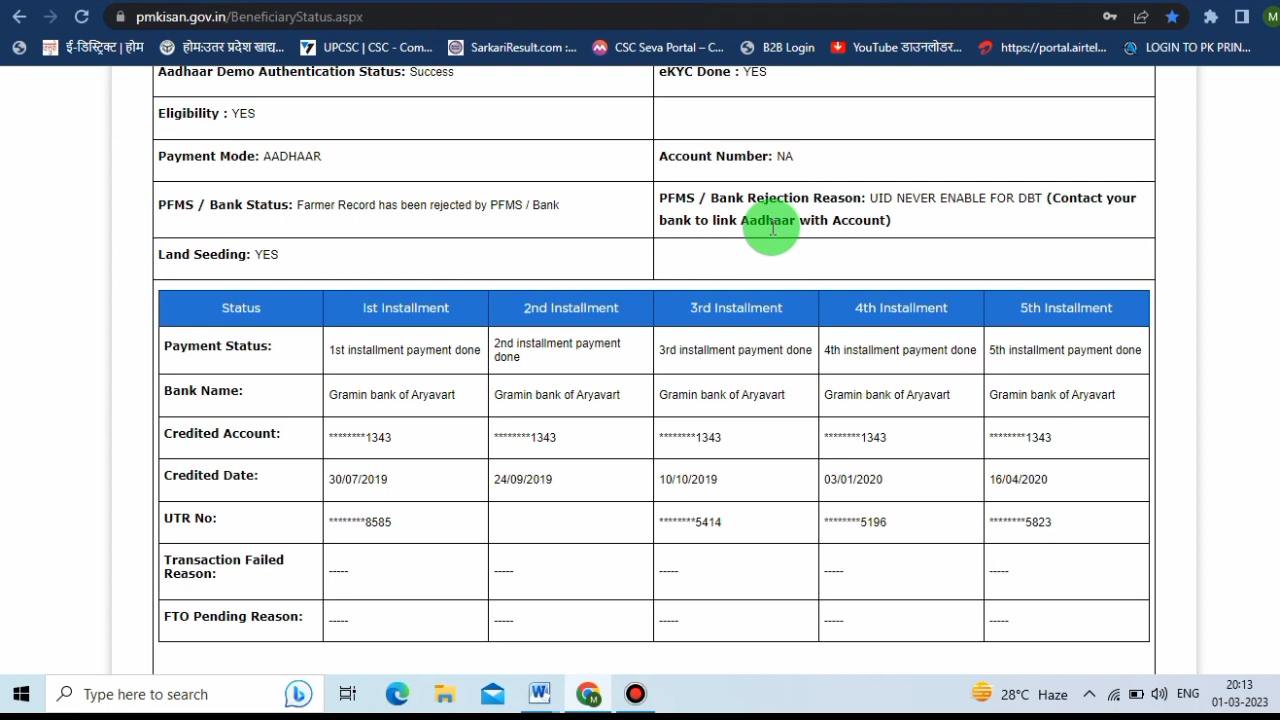 pmkisan.gov.in/BeneficiaryStatus.aspx
ई-डिस्ट्रिक्ट | होम होम:उत्तर प्रदेश खाद्य... UPCSC | CSC - Com... SarkariResult.com :... CSC Seva Portal – C... B2B Login YouTube डाउनलोडर... https://portal.airtel... LOGIN TO PK PRIN... M
Aadhaar Demo Authentication Status: Success eKYC Done : YES
Eligibility : YES
Payment Mode: AADHAAR Account Number: NA
PFMS / Bank Status: Farmer Record has been rejected by PFMS / Bank PFMS / Bank Rejection Reason: UID NEVER ENABLE FOR DBT (Contact your
bank to link Aadhaar with Account)
Land Seeding: YES
Status 1st Installment 2nd Installment 3rd Installment 4th Installment 5th Installment
Payment Status: 1st installment payment done 2nd installment payment done 3rd installment payment done 4th installment payment done 5th installment payment done
Bank Name: Gramin bank of Aryavart Gramin bank of Aryavart Gramin bank of Aryavart Gramin bank of Aryavart Gramin bank of Aryavart
Credited Account: ********1343 ********1343 ********1343 ********1343 ********1343
Credited Date: 30/07/2019 24/09/2019 10/10/2019 03/01/2020 16/04/2020
UTR No: ********8585 ********5414 ********5196 ********5823
Transaction Failed
Reason: ----- ----- ----- ----- -----
FTO Pending Reason: ----- ----- ----- ----- -----
Type here to search 28°C Haze ENG 20:13
01-03-2023